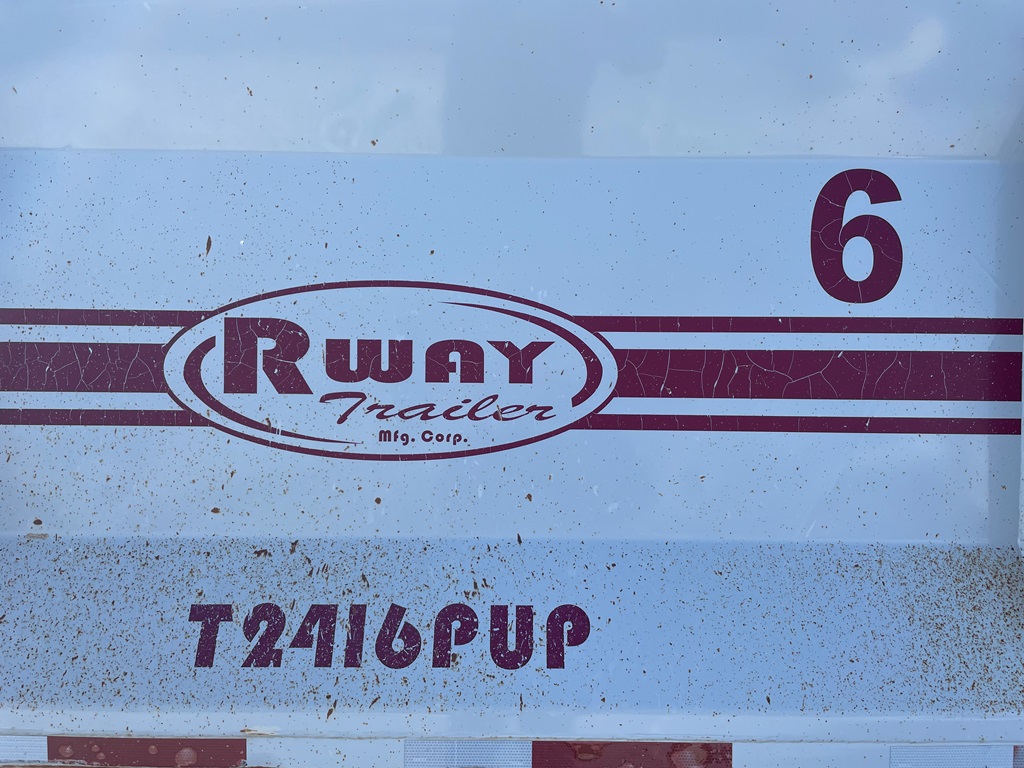 6
RWAY
Trailer
Mfg. Corp.
T2416PUP